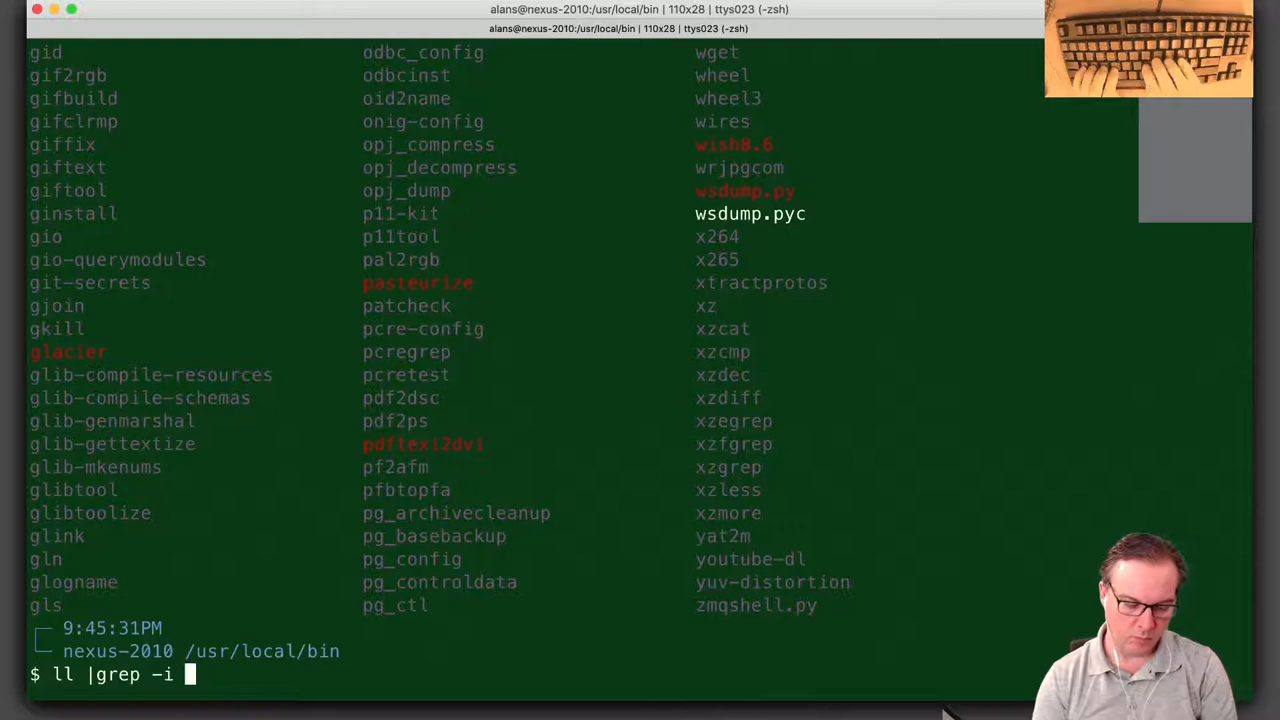 alans@nexus-2010:/usr/local/bin | 110x28 | ttys023 (-zsh)
alans@nexus-2010:/usr/local/bin | 110x28 | ttys023 (-zsh)
gid odbc_config wget
gif2rgb odbcinst wheel
gifbuild oid2name wheel3
gifclrmp onig-config wires
giffix opj_compress wish8.6
giftext opj_decompress wrjpgcom
giftool opj_dump wsdump.py
ginstall p11-kit wsdump.pyc
gio p11tool x264
gio-querymodules pal2rgb x265
git-secrets pasteurize xtractprotos
gjoin patcheck xz
gkill pcre-config xzcat
glacier pcregrep xzcmp
glib-compile-resources pcretest xzdec
glib-compile-schemas pdf2dsc xzdiff
glib-genmarshal pdf2ps xzegrep
glib-gettextize pdftexi2dvi xzfgrep
glib-mkenums pf2afm xzgrep
glibtool pfbtopfa xzless
glibtoolize pg_archivecleanup xzmore
glink pg_basebackup yat2m
gln pg_config youtube-dl
glogname pg_controldata yuv-distortion
gls pg_ctl zmqshell.py
9:45:31PM
nexus-2010 /usr/local/bin
$ ll |grep -i